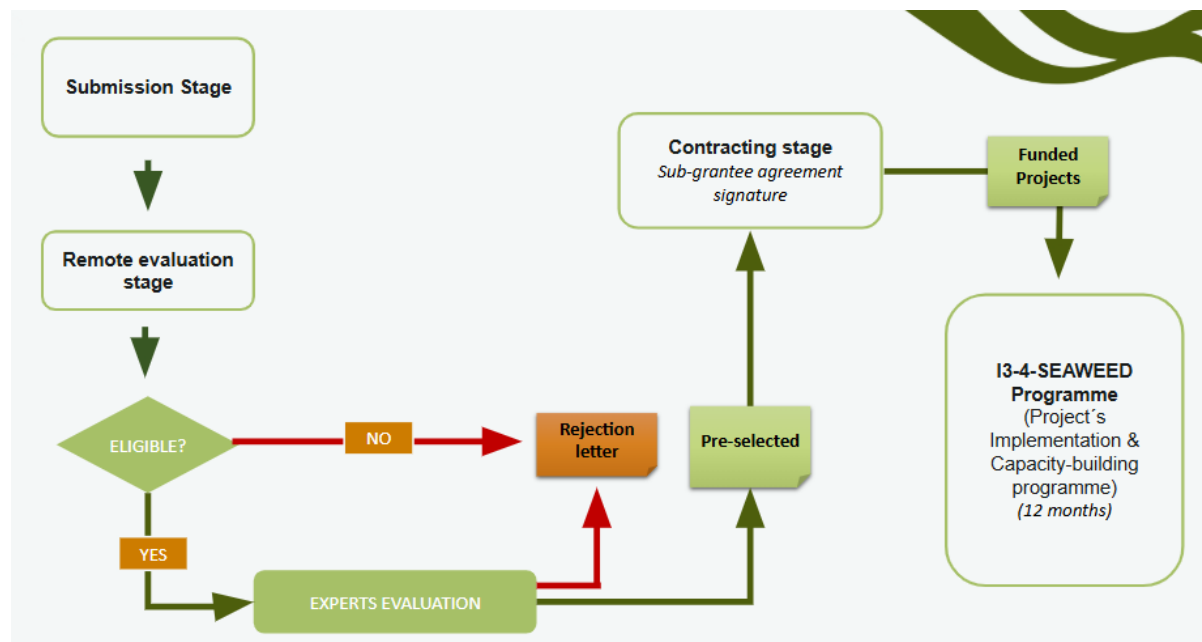 Submission Stage
Remote evaluation
stage
ELIGIBLE?
NO
YES
EXPERTS EVALUATION
Rejection
letter
Pre-selected
Contracting stage
Sub-grantee agreement
signature
Funded
Projects
I3-4-SEAWEED
Programme
(Project´s
Implementation &
Capacity-building
programme)
(12 months)